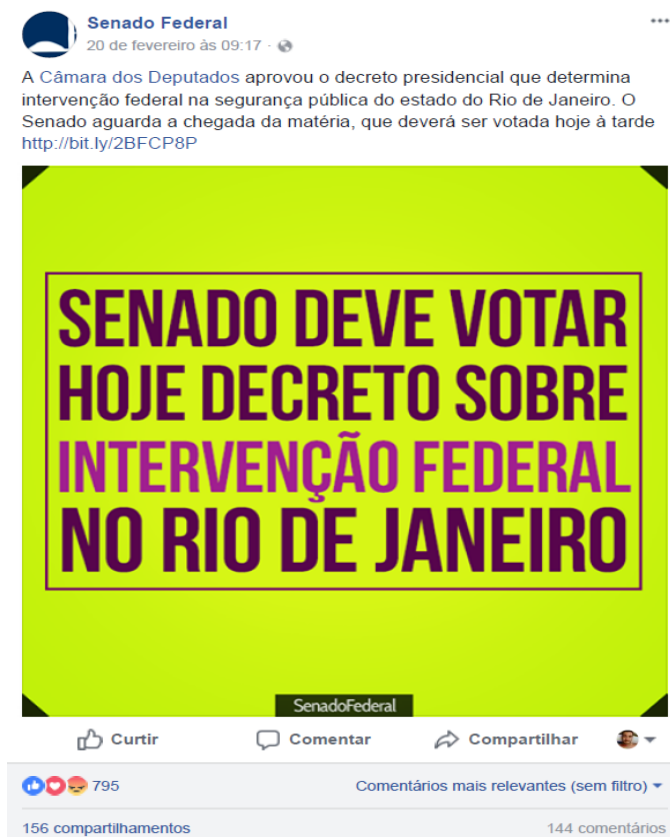 Senado Federal
20 de fevereiro às 09:17 ·
A Câmara dos Deputados aprovou o decreto presidencial que determina
intervenção federal na segurança pública do estado do Rio de Janeiro. O
Senado aguarda a chegada da matéria, que deverá ser votada hoje à tarde
http://bit.ly/2BFCP8P
SENADO DEVE VOTAR
HOJE DECRETO SOBRE
INTERVENÇÃO FEDERAL
NO RIO DE JANEIRO
SenadoFederal
Curtir Comentar Compartilhar
795 Comentários mais relevantes (sem filtro)
156 compartilhamentos 144 comentários